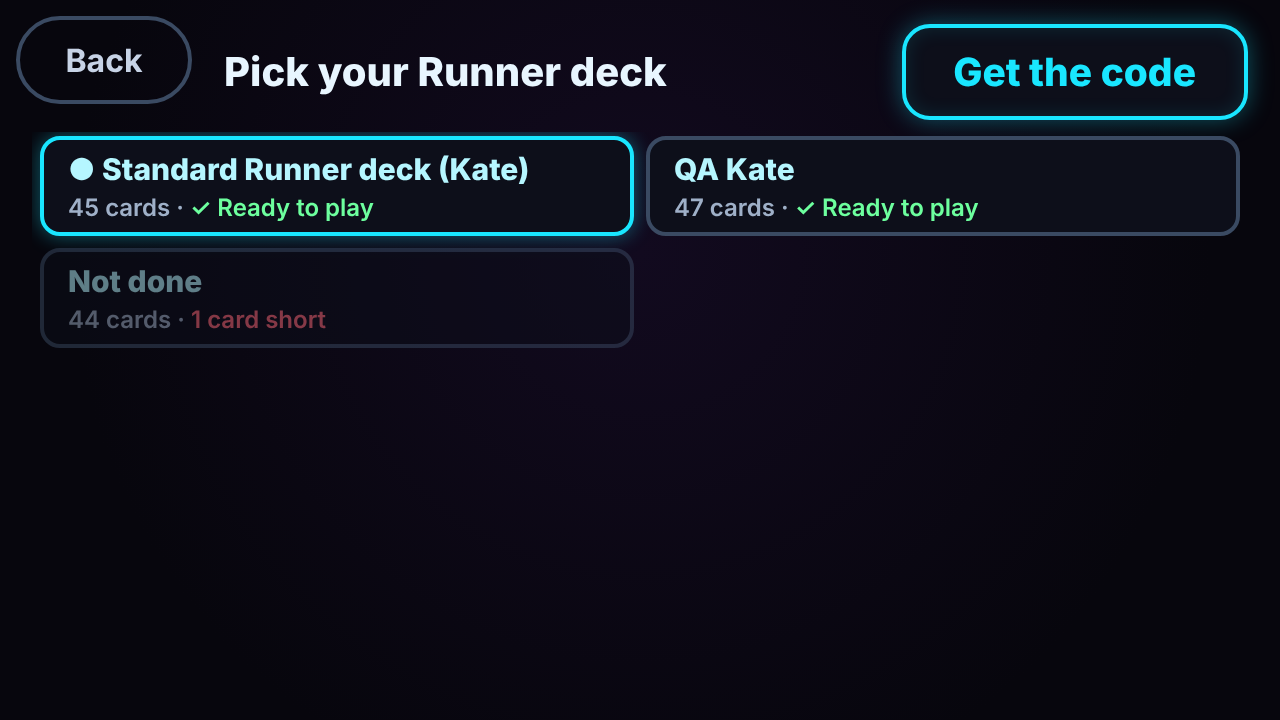 Back
Pick your Runner deck
Get the code
● Standard Runner deck (Kate)
45 cards · ✓ Ready to play
QA Kate
47 cards · ✓ Ready to play
Not done
44 cards · 1 card short